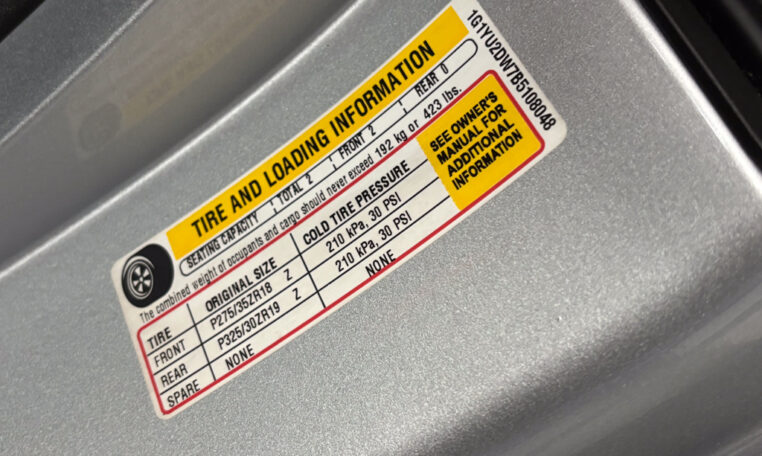 1G1YU2DW7B5108048
TIRE AND LOADING INFORMATION
SEATING CAPACITY TOTAL 2 FRONT 2 REAR 0
The combined weight of occupants and cargo should never exceed 192 kg or 423 lbs.
TIRE ORIGINAL SIZE COLD TIRE PRESSURE
FRONT P275/35ZR18 Z 210 kPa, 30 PSI
REAR P325/30ZR19 Z 210 kPa, 30 PSI
SPARE NONE NONE
SEE OWNER'S
MANUAL FOR
ADDITIONAL
INFORMATION